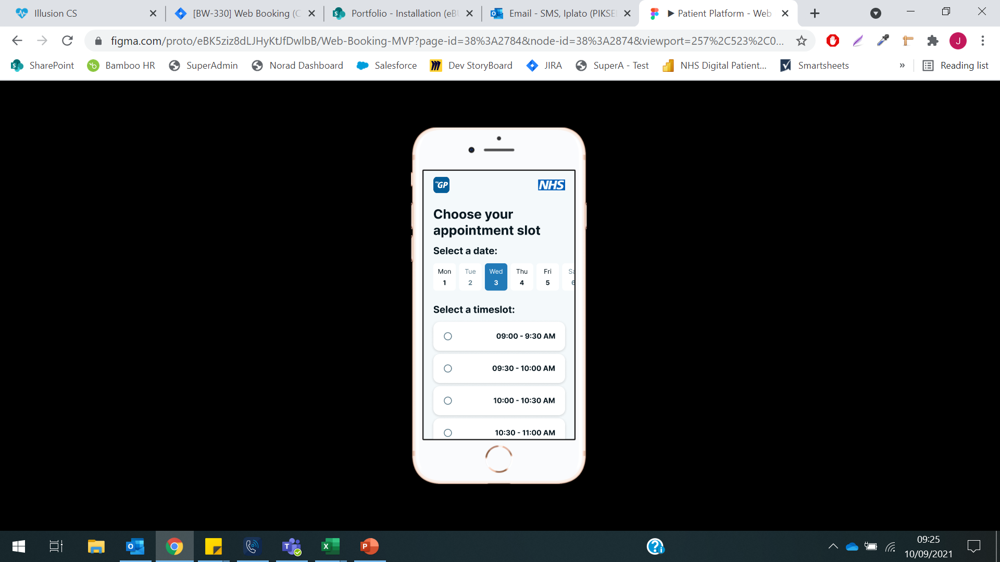 Illusion CS
[BW-330] Web Booking (C
Portfolio - Installation (eBU
Email - SMS, Iplato (PIKSE
▶ Patient Platform - Web
figma.com/proto/eBK5ziz8dLJHyKtJfDwlbB/Web-Booking-MVP?page-id=38%3A2784&node-id=38%3A2874&viewport=257%2C523%2C0...
J
SharePoint
Bamboo HR
SuperAdmin
Norad Dashboard
Salesforce
Dev StoryBoard
JIRA
SuperA - Test
NHS Digital Patient...
Smartsheets
»
Reading list
my GP
NHS
Choose your
appointment slot
Select a date:
Mon Tue Wed Thu Fri Sa
1 2 3 4 5 6
Select a timeslot:
09:00 - 9:30 AM
09:30 - 10:00 AM
10:00 - 10:30 AM
10:30 - 11:00 AM
09:25
10/09/2021